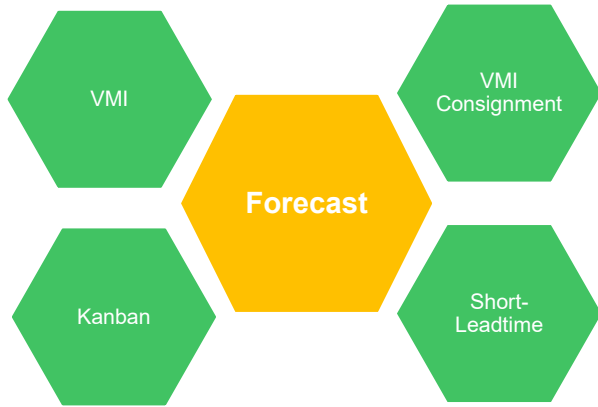 VMI
VMI
Consignment
Forecast
Kanban
Short-
Leadtime